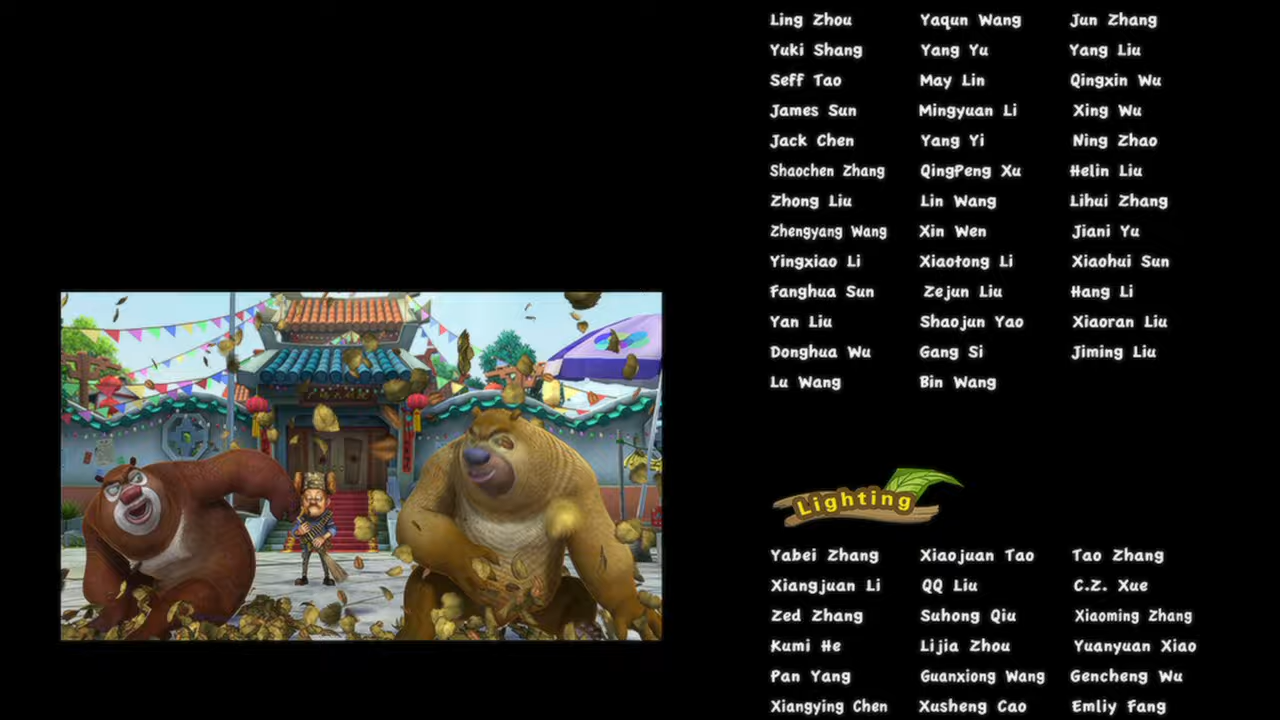 Ling Zhou Yaqun Wang Jun Zhang
Yuki Shang Yang Yu Yang Liu
Seff Tao May Lin Qingxin Wu
James Sun Mingyuan Li Xing Wu
Jack Chen Yang Yi Ning Zhao
Shaochen Zhang QingPeng Xu Helin Liu
Zhong Liu Lin Wang Lihui Zhang
Zhengyang Wang Xin Wen Jiani Yu
Yingxiao Li Xiaotong Li Xiaohui Sun
Fanghua Sun Zejun Liu Hang Li
Yan Liu Shaojun Yao Xiaoran Liu
Donghua Wu Gang Si Jiming Liu
Lu Wang Bin Wang
Lighting
Yabei Zhang Xiaojuan Tao Tao Zhang
Xiangjuan Li QQ Liu C.Z. Xue
Zed Zhang Suhong Qiu Xiaoming Zhang
Kumi He Lijia Zhou Yuanyuan Xiao
Pan Yang Guanxiong Wang Gencheng Wu
Xiangying Chen Xusheng Cao Emliy Fang